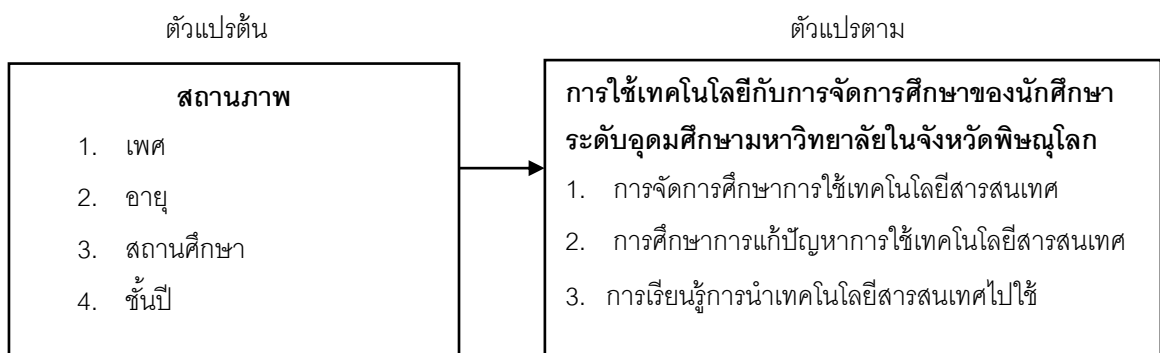 ตัวแปรต้น
ตัวแปรตาม
สถานภาพ
1. เพศ
2. อายุ
3. สถานศึกษา
4. ชั้นปี
การใช้เทคโนโลยีกับการจัดการศึกษาของนักศึกษา
ระดับอุดมศึกษามหาวิทยาลัยในจังหวัดพิษณุโลก
1. การจัดการศึกษาการใช้เทคโนโลยีสารสนเทศ
2. การศึกษาการแก้ปัญหาการใช้เทคโนโลยีสารสนเทศ
3. การเรียนรู้การนำเทคโนโลยีสารสนเทศไปใช้